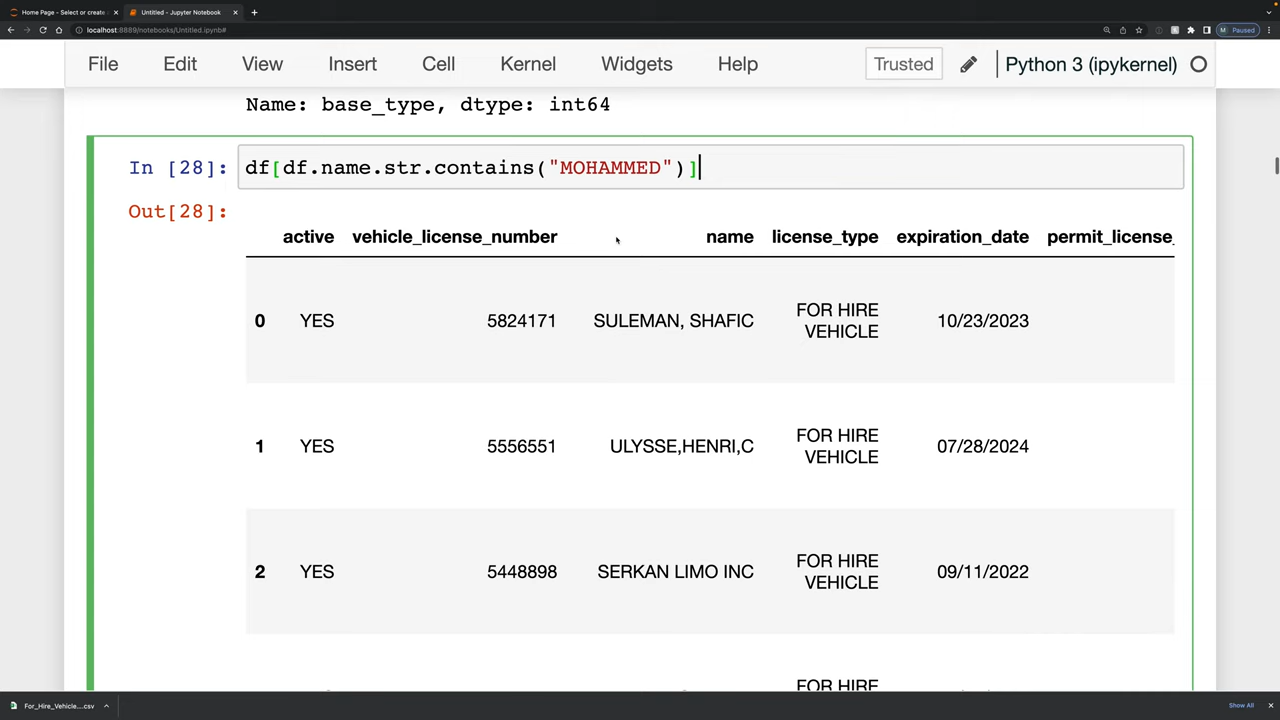 Home Page - Select or create
Untitled - Jupyter Notebook
localhost:8889/notebooks/Untitled.ipynb#
Paused
File Edit View Insert Cell Kernel Widgets Help Trusted Python 3 (ipykernel)
Name: base_type, dtype: int64
In [28]: df[df.name.str.contains("MOHAMMED")]
Out[28]:
active vehicle_license_number name license_type expiration_date permit_license_
0 YES 5824171 SULEMAN, SHAFIC FOR HIRE VEHICLE 10/23/2023
1 YES 5556551 ULYSSE,HENRI,C FOR HIRE VEHICLE 07/28/2024
2 YES 5448898 SERKAN LIMO INC FOR HIRE VEHICLE 09/11/2022
FOR HIRE
For_Hire_Vehicle....csv
Show All